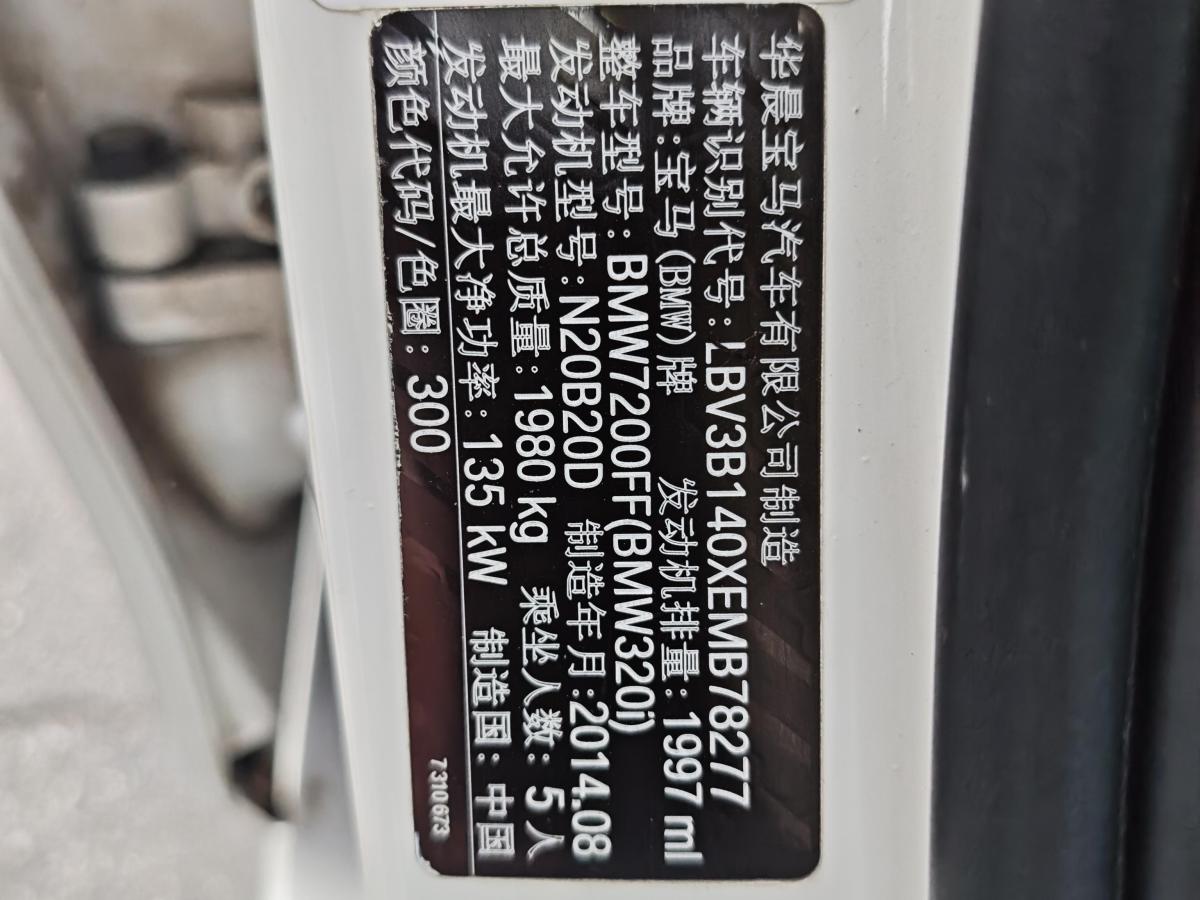 华晨宝马汽车有限公司制造
车辆识别代号:LBV3B140XEMB78277
品牌:宝马(BMW)牌 发动机排量:1997 ml
整车型号:BMW7200FF(BMW320i)
发动机型号:N20B20D 制造年月:2014.08
最大允许总质量:1980 kg 乘坐人数:5 人
发动机最大净功率:135 kW 制造国:中国
颜色代码/色圈:300
7310673